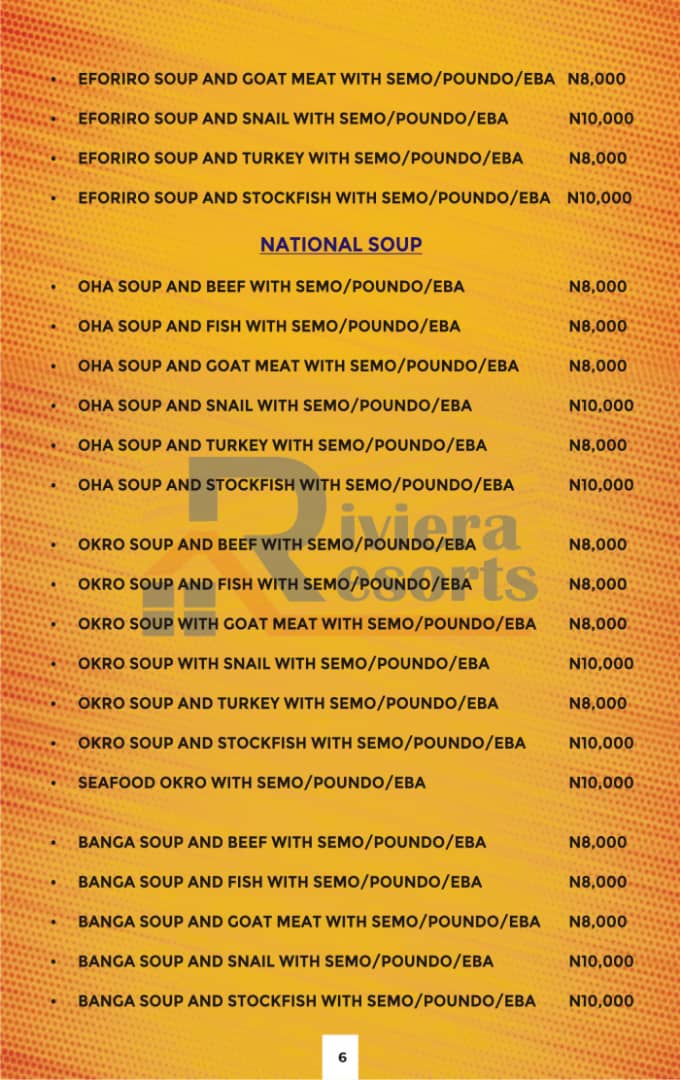 • EFORIRO SOUP AND GOAT MEAT WITH SEMO/POUNDO/EBA N8,000
• EFORIRO SOUP AND SNAIL WITH SEMO/POUNDO/EBA N10,000
• EFORIRO SOUP AND TURKEY WITH SEMO/POUNDO/EBA N8,000
• EFORIRO SOUP AND STOCKFISH WITH SEMO/POUNDO/EBA N10,000
NATIONAL SOUP
• OHA SOUP AND BEEF WITH SEMO/POUNDO/EBA N8,000
• OHA SOUP AND FISH WITH SEMO/POUNDO/EBA N8,000
• OHA SOUP AND GOAT MEAT WITH SEMO/POUNDO/EBA N8,000
• OHA SOUP AND SNAIL WITH SEMO/POUNDO/EBA N10,000
• OHA SOUP AND TURKEY WITH SEMO/POUNDO/EBA N8,000
• OHA SOUP AND STOCKFISH WITH SEMO/POUNDO/EBA N10,000
Riviera
Resorts
• OKRO SOUP AND BEEF WITH SEMO/POUNDO/EBA N8,000
• OKRO SOUP AND FISH WITH SEMO/POUNDO/EBA N8,000
• OKRO SOUP WITH GOAT MEAT WITH SEMO/POUNDO/EBA N8,000
• OKRO SOUP WITH SNAIL WITH SEMO/POUNDO/EBA N10,000
• OKRO SOUP AND TURKEY WITH SEMO/POUNDO/EBA N8,000
• OKRO SOUP AND STOCKFISH WITH SEMO/POUNDO/EBA N10,000
• SEAFOOD OKRO WITH SEMO/POUNDO/EBA N10,000
• BANGA SOUP AND BEEF WITH SEMO/POUNDO/EBA N8,000
• BANGA SOUP AND FISH WITH SEMO/POUNDO/EBA N8,000
• BANGA SOUP AND GOAT MEAT WITH SEMO/POUNDO/EBA N8,000
• BANGA SOUP AND SNAIL WITH SEMO/POUNDO/EBA N10,000
• BANGA SOUP AND STOCKFISH WITH SEMO/POUNDO/EBA N10,000
6